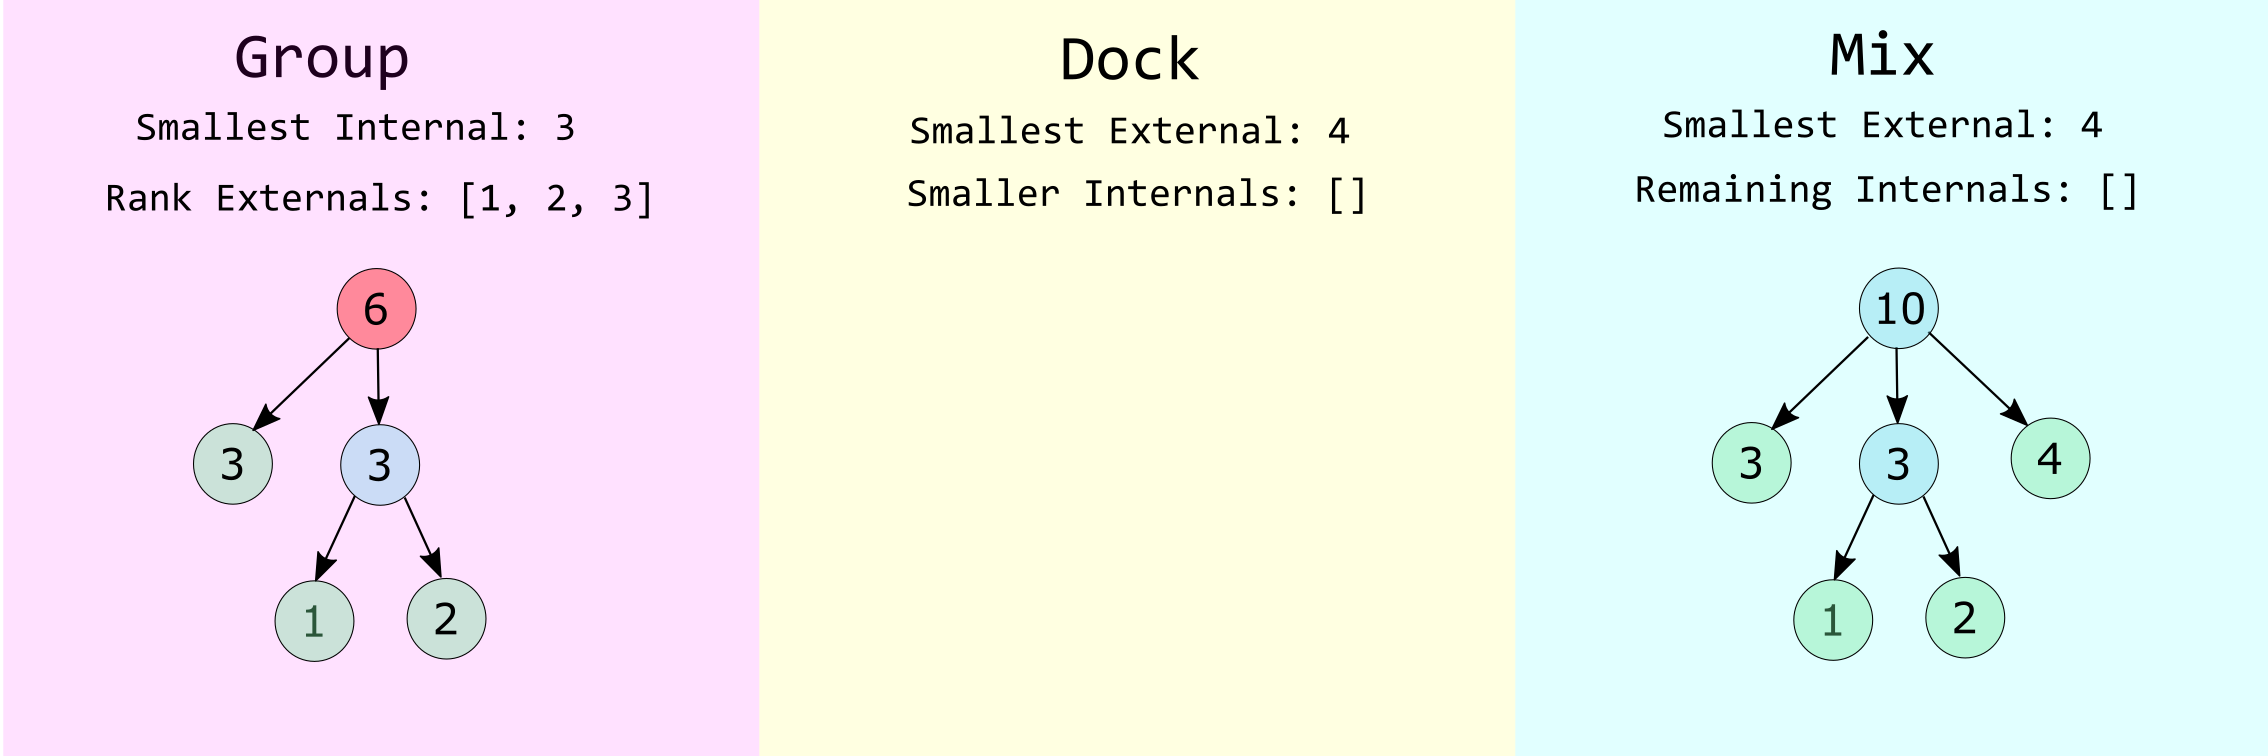 Group
Smallest Internal: 3
Rank Externals: [1, 2, 3]
6
3
3
1
2
Dock
Smallest External: 4
Smaller Internals: []
Mix
Smallest External: 4
Remaining Internals: []
10
3
3
4
1
2